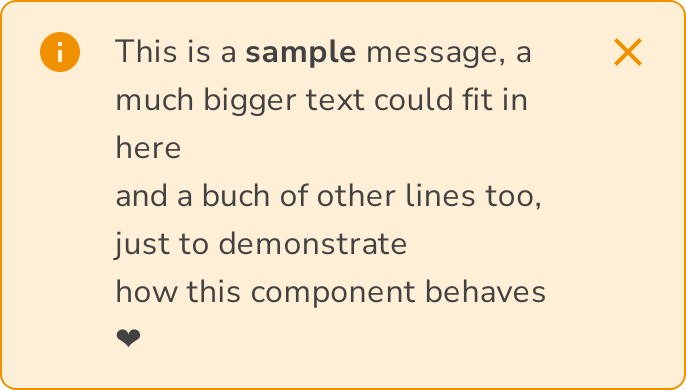 This is a sample message, a
much bigger text could fit in
here
and a buch of other lines too,
just to demonstrate
how this component behaves
❤